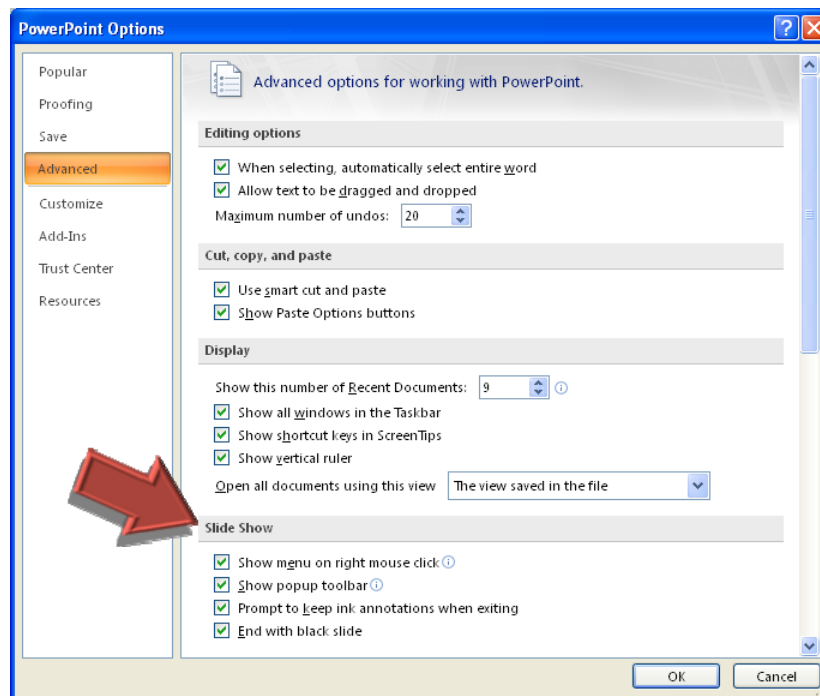 PowerPoint Options
Popular
Proofing
Save
Advanced
Customize
Add-Ins
Trust Center
Resources
Advanced options for working with PowerPoint.
Editing options
When selecting, automatically select entire word
Allow text to be dragged and dropped
Maximum number of undos: 20
Cut, copy, and paste
Use smart cut and paste
Show Paste Options buttons
Display
Show this number of Recent Documents: 9
Show all windows in the Taskbar
Show shortcut keys in ScreenTips
Show vertical ruler
Open all documents using this view The view saved in the file
Slide Show
Show menu on right mouse click
Show popup toolbar
Prompt to keep ink annotations when exiting
End with black slide
OK Cancel